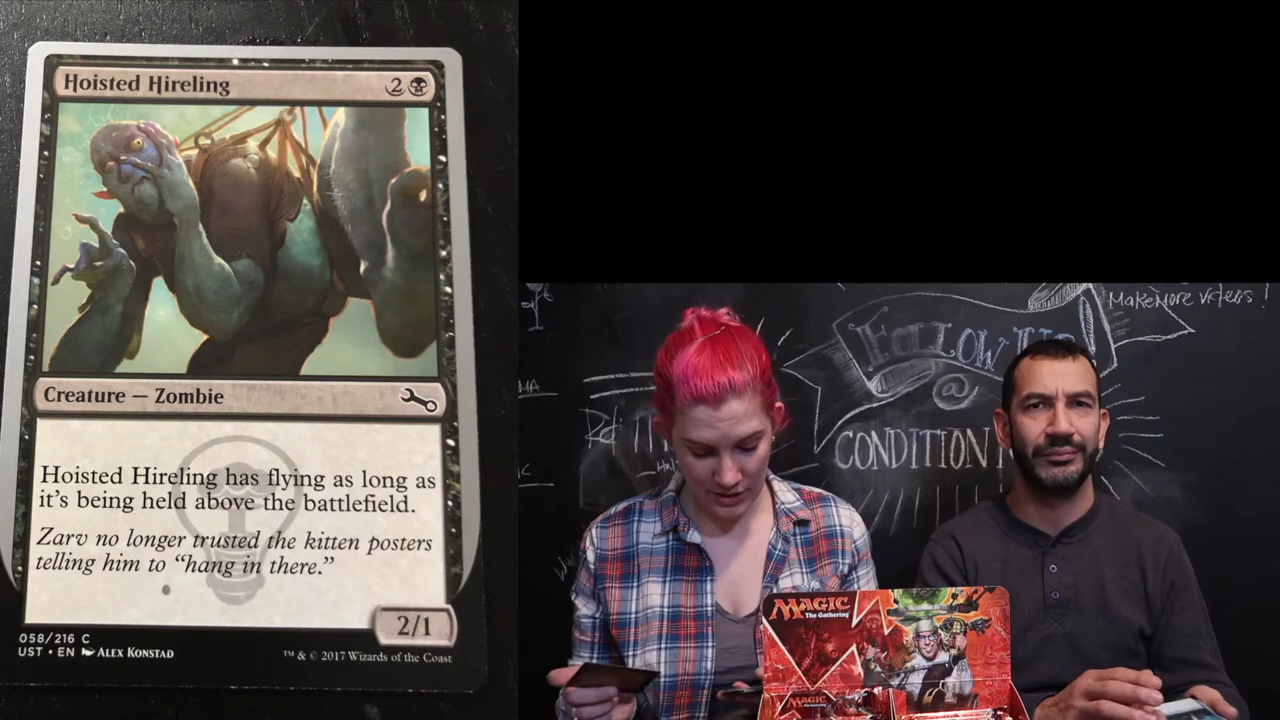 Hoisted Hireling 2
Creature — Zombie
Hoisted Hireling has flying as long as
it's being held above the battlefield.
Zarv no longer trusted the kitten posters
telling him to “hang in there.”
2/1
058/216 C
UST • EN ALEX KONSTAD
™ & © 2017 Wizards of the Coast
MakeMore videos!
FOLLOW
@
CONDITION
MAGIC
The Gathering
MAGIC